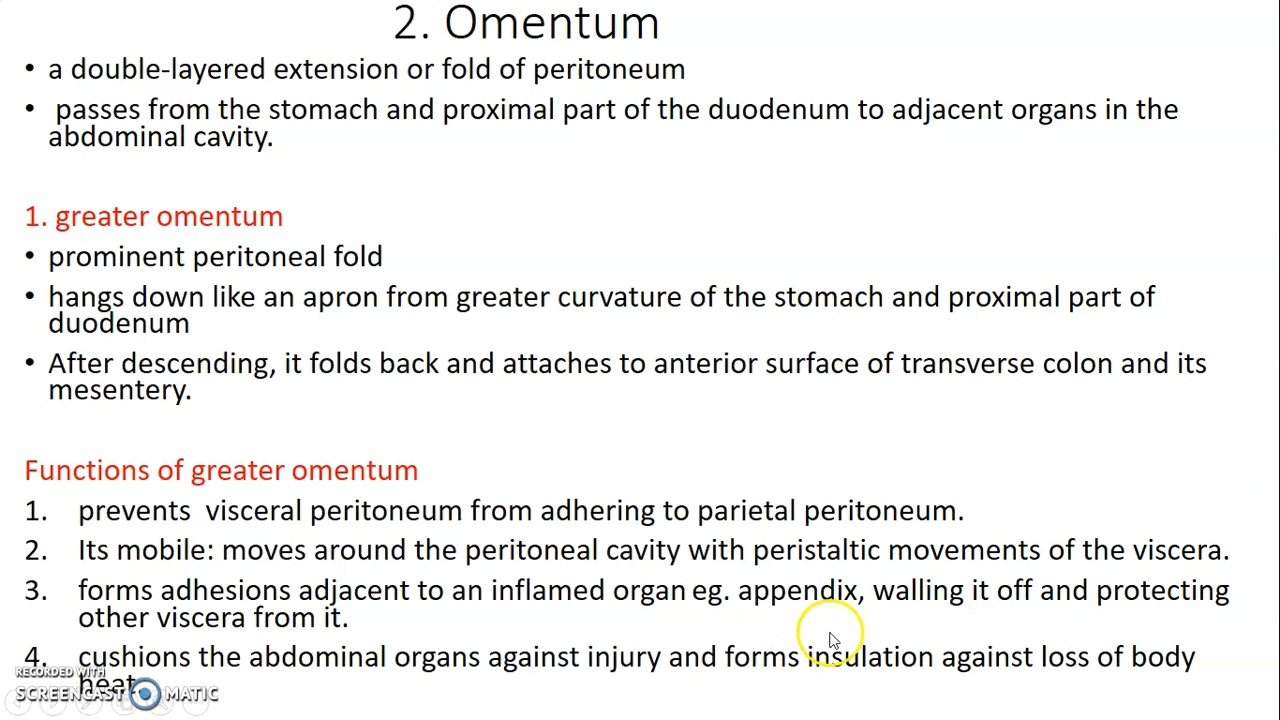 2. Omentum
• a double-layered extension or fold of peritoneum
• passes from the stomach and proximal part of the duodenum to adjacent organs in the
abdominal cavity.
1. greater omentum
• prominent peritoneal fold
• hangs down like an apron from greater curvature of the stomach and proximal part of
duodenum
• After descending, it folds back and attaches to anterior surface of transverse colon and its
mesentery.
Functions of greater omentum
1. prevents  visceral peritoneum from adhering to parietal peritoneum.
2. Its mobile: moves around the peritoneal cavity with peristaltic movements of the viscera.
3. forms adhesions adjacent to an inflamed organ eg. appendix, walling it off and protecting
other viscera from it.
4. cushions the abdominal organs against injury and forms insulation against loss of body
heat
RECORDED WITH
SCREENCAST MATIC